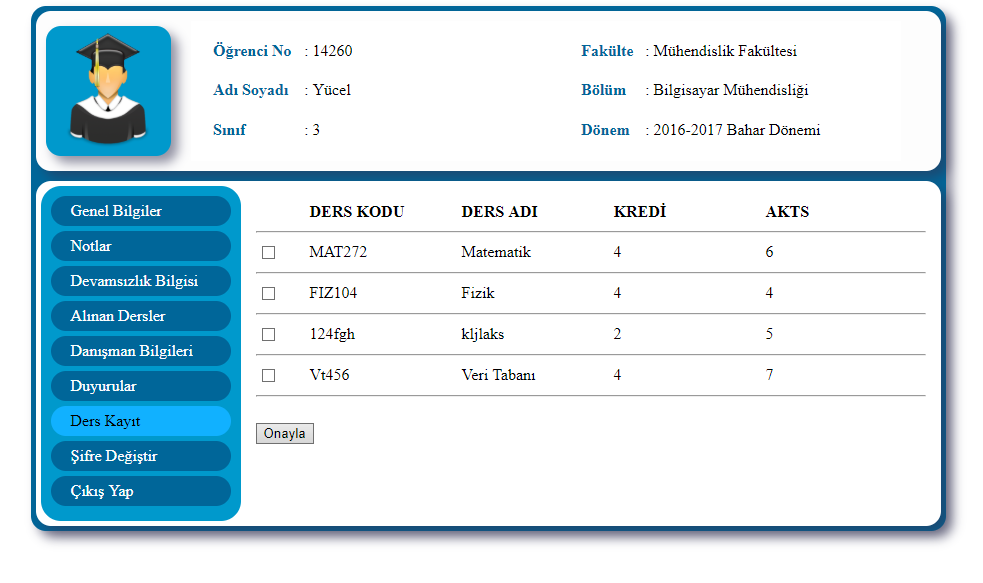 Öğrenci No : 14260 Fakülte : Mühendislik Fakültesi
Adı Soyadı : Yücel Bölüm : Bilgisayar Mühendisliği
Sınıf : 3 Dönem : 2016-2017 Bahar Dönemi
Genel Bilgiler
Notlar
Devamsızlık Bilgisi
Alınan Dersler
Danışman Bilgileri
Duyurular
Ders Kayıt
Şifre Değiştir
Çıkış Yap
DERS KODU DERS ADI KREDİ AKTS
MAT272 Matematik 4 6
FIZ104 Fizik 4 4
124fgh kljlaks 2 5
Vt456 Veri Tabanı 4 7
Onayla